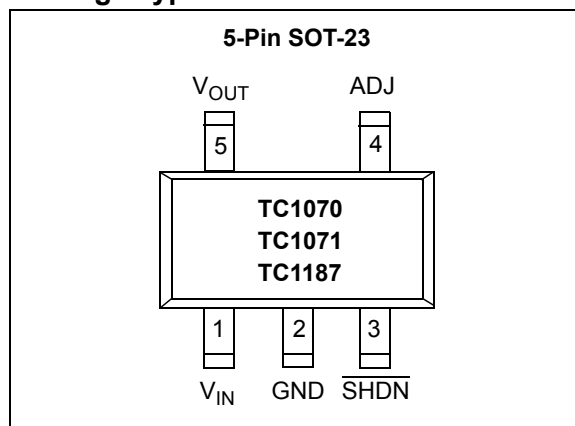 5-Pin SOT-23
VOUT ADJ
5 4
TC1070
TC1071
TC1187
1 2 3
VIN GND SHDN